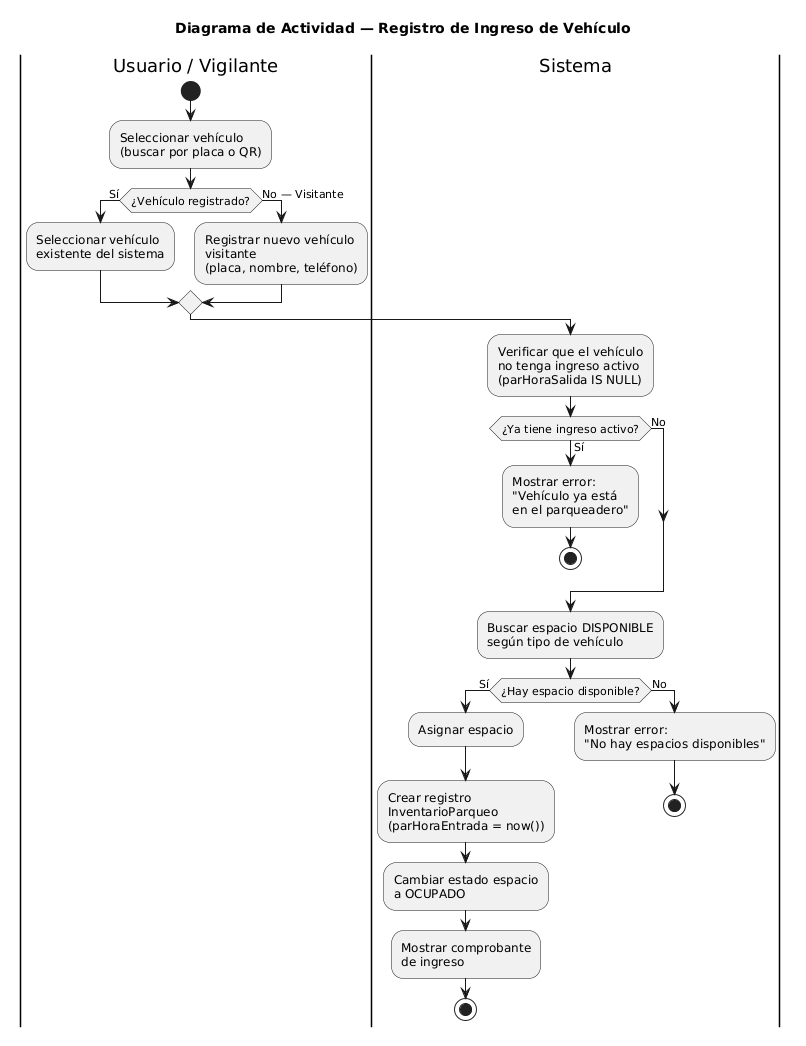 Diagrama de Actividad — Registro de Ingreso de Vehículo
Usuario / Vigilante
Sistema
Seleccionar vehículo
(buscar por placa o QR)
¿Vehículo registrado?
Sí
No — Visitante
Seleccionar vehículo
existente del sistema
Registrar nuevo vehículo
visitante
(placa, nombre, teléfono)
Verificar que el vehículo
no tenga ingreso activo
(parHoraSalida IS NULL)
¿Ya tiene ingreso activo?
No
Sí
Mostrar error:
"Vehículo ya está
en el parqueadero"
Buscar espacio DISPONIBLE
según tipo de vehículo
¿Hay espacio disponible?
Sí
No
Asignar espacio
Mostrar error:
"No hay espacios disponibles"
Crear registro
InventarioParqueo
(parHoraEntrada = now())
Cambiar estado espacio
a OCUPADO
Mostrar comprobante
de ingreso